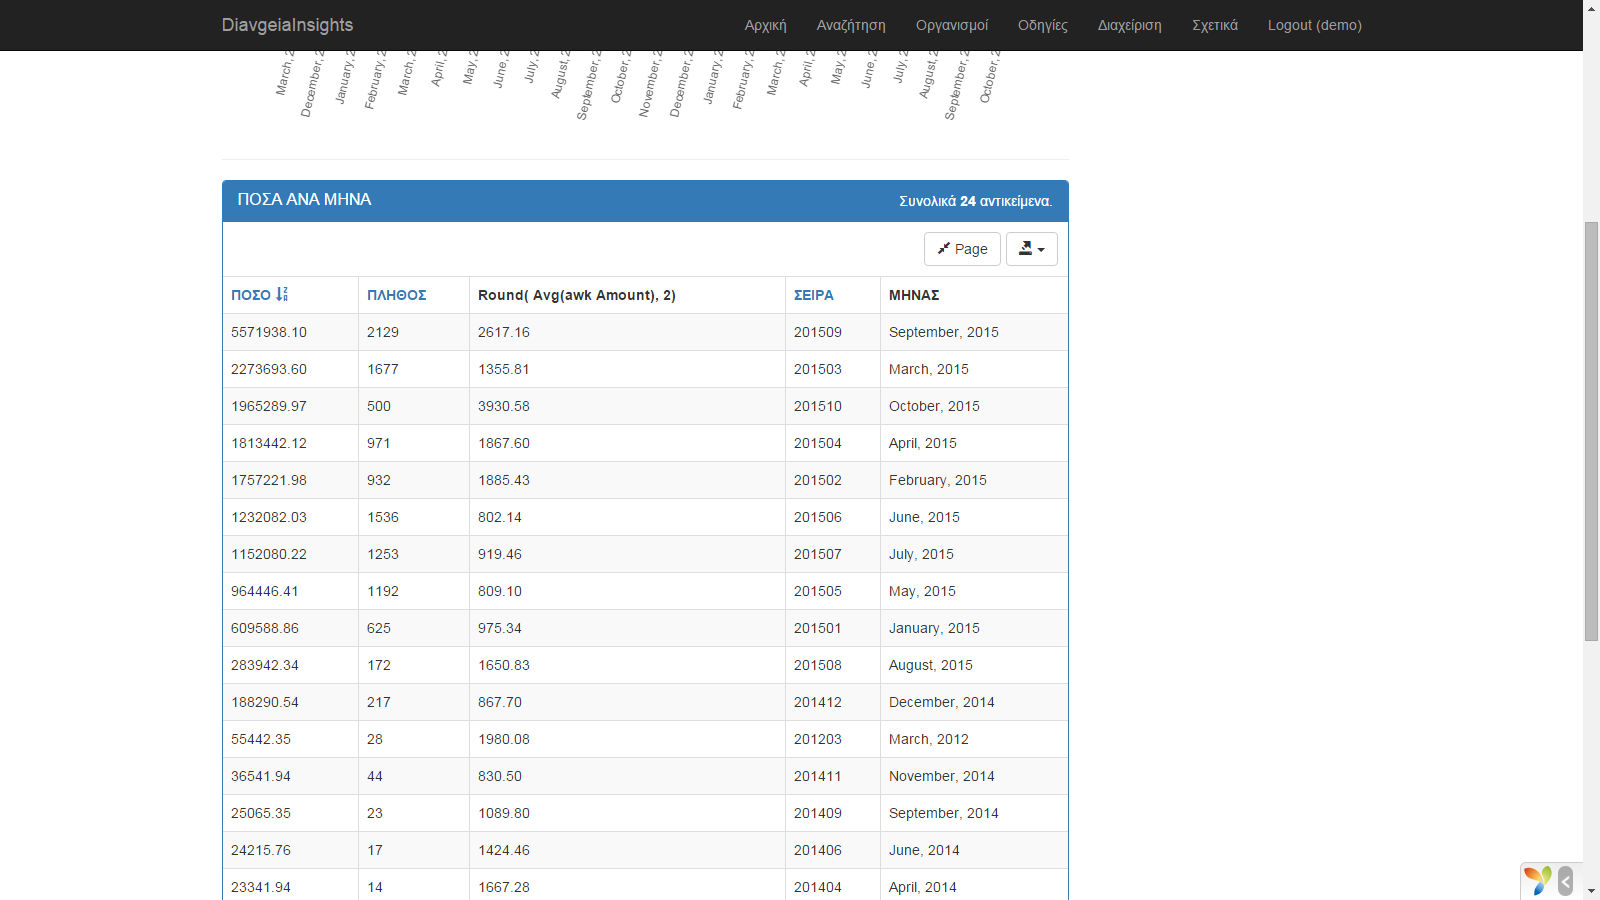 DiavgeiaInsights Αρχική Αναζήτηση Οργανισμοί Οδηγίες Διαχείριση Σχετικά Logout (demo)
March, 2 December, 2 January, 2 February, 2 March, 2 April, 2 May, 2 June, 2 July, 2 August, 2 September, 2 October, 2 November, 2 December, 2 January, 2 February, 2 March, 2 April, 2 May, 2 June, 2 July, 2 August, 2 September, 2 October, 2
ΠΟΣΑ ΑΝΑ ΜΗΝΑ Συνολικά 24 αντικείμενα.
Page
ΠΟΣΟ ΠΛΗΘΟΣ Round( Avg(awk Amount), 2) ΣΕΙΡΑ ΜΗΝΑΣ
5571938.10 2129 2617.16 201509 September, 2015
2273693.60 1677 1355.81 201503 March, 2015
1965289.97 500 3930.58 201510 October, 2015
1813442.12 971 1867.60 201504 April, 2015
1757221.98 932 1885.43 201502 February, 2015
1232082.03 1536 802.14 201506 June, 2015
1152080.22 1253 919.46 201507 July, 2015
964446.41 1192 809.10 201505 May, 2015
609588.86 625 975.34 201501 January, 2015
283942.34 172 1650.83 201508 August, 2015
188290.54 217 867.70 201412 December, 2014
55442.35 28 1980.08 201203 March, 2012
36541.94 44 830.50 201411 November, 2014
25065.35 23 1089.80 201409 September, 2014
24215.76 17 1424.46 201406 June, 2014
23341.94 14 1667.28 201404 April, 2014